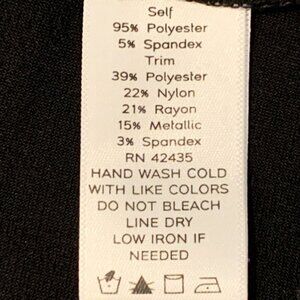 Self
95% Polyester
5% Spandex
Trim
39% Polyester
22% Nylon
21% Rayon
15% Metallic
3% Spandex
RN 42435
HAND WASH COLD
WITH LIKE COLORS
DO NOT BLEACH
LINE DRY
LOW IRON IF
NEEDED